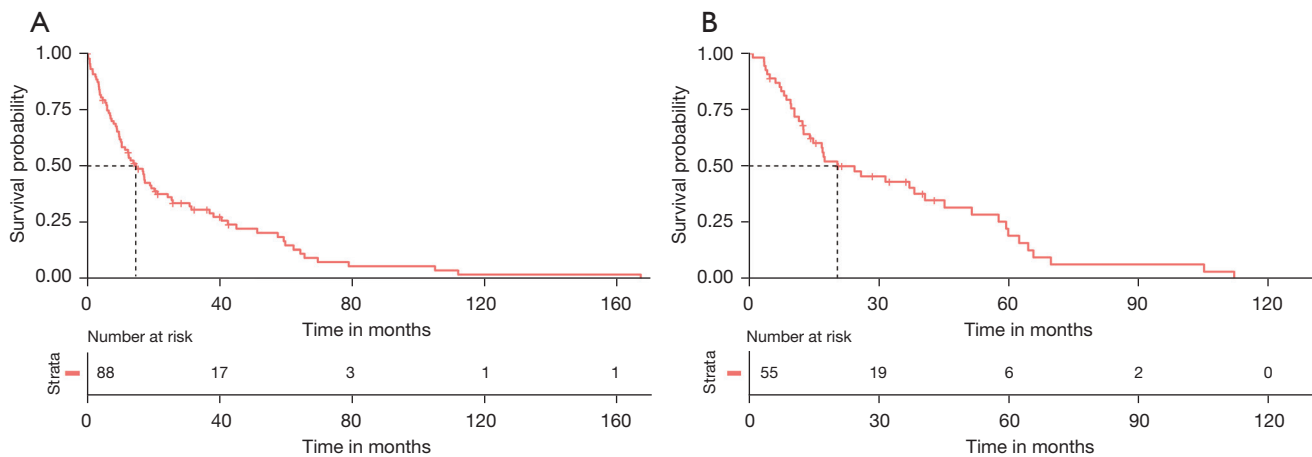 A
1.00
0.75
0.50
0.25
0.00
Survival probability
0 40 80 120 160
Time in months
Number at risk
Strata
88 17 3 1 1
0 40 80 120 160
Time in months
B
1.00
0.75
0.50
0.25
0.00
Survival probability
0 30 60 90 120
Time in months
Number at risk
Strata
55 19 6 2 0
0 30 60 90 120
Time in months